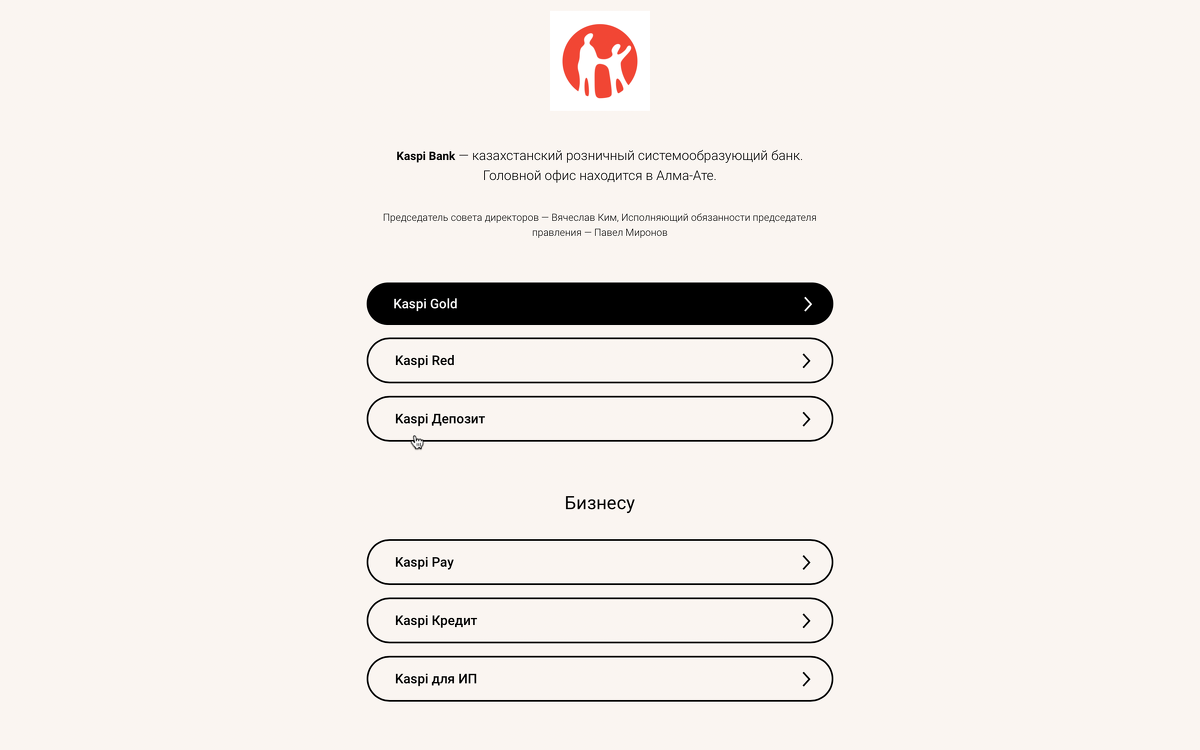 Kaspi Bank — казахстанский розничный системообразующий банк.
Головной офис находится в Алма-Ате.
Председатель совета директоров — Вячеслав Ким, Исполняющий обязанности председателя
правления — Павел Миронов
Kaspi Gold
Kaspi Red
Kaspi Депозит
Бизнесу
Kaspi Pay
Kaspi Кредит
Kaspi для ИП